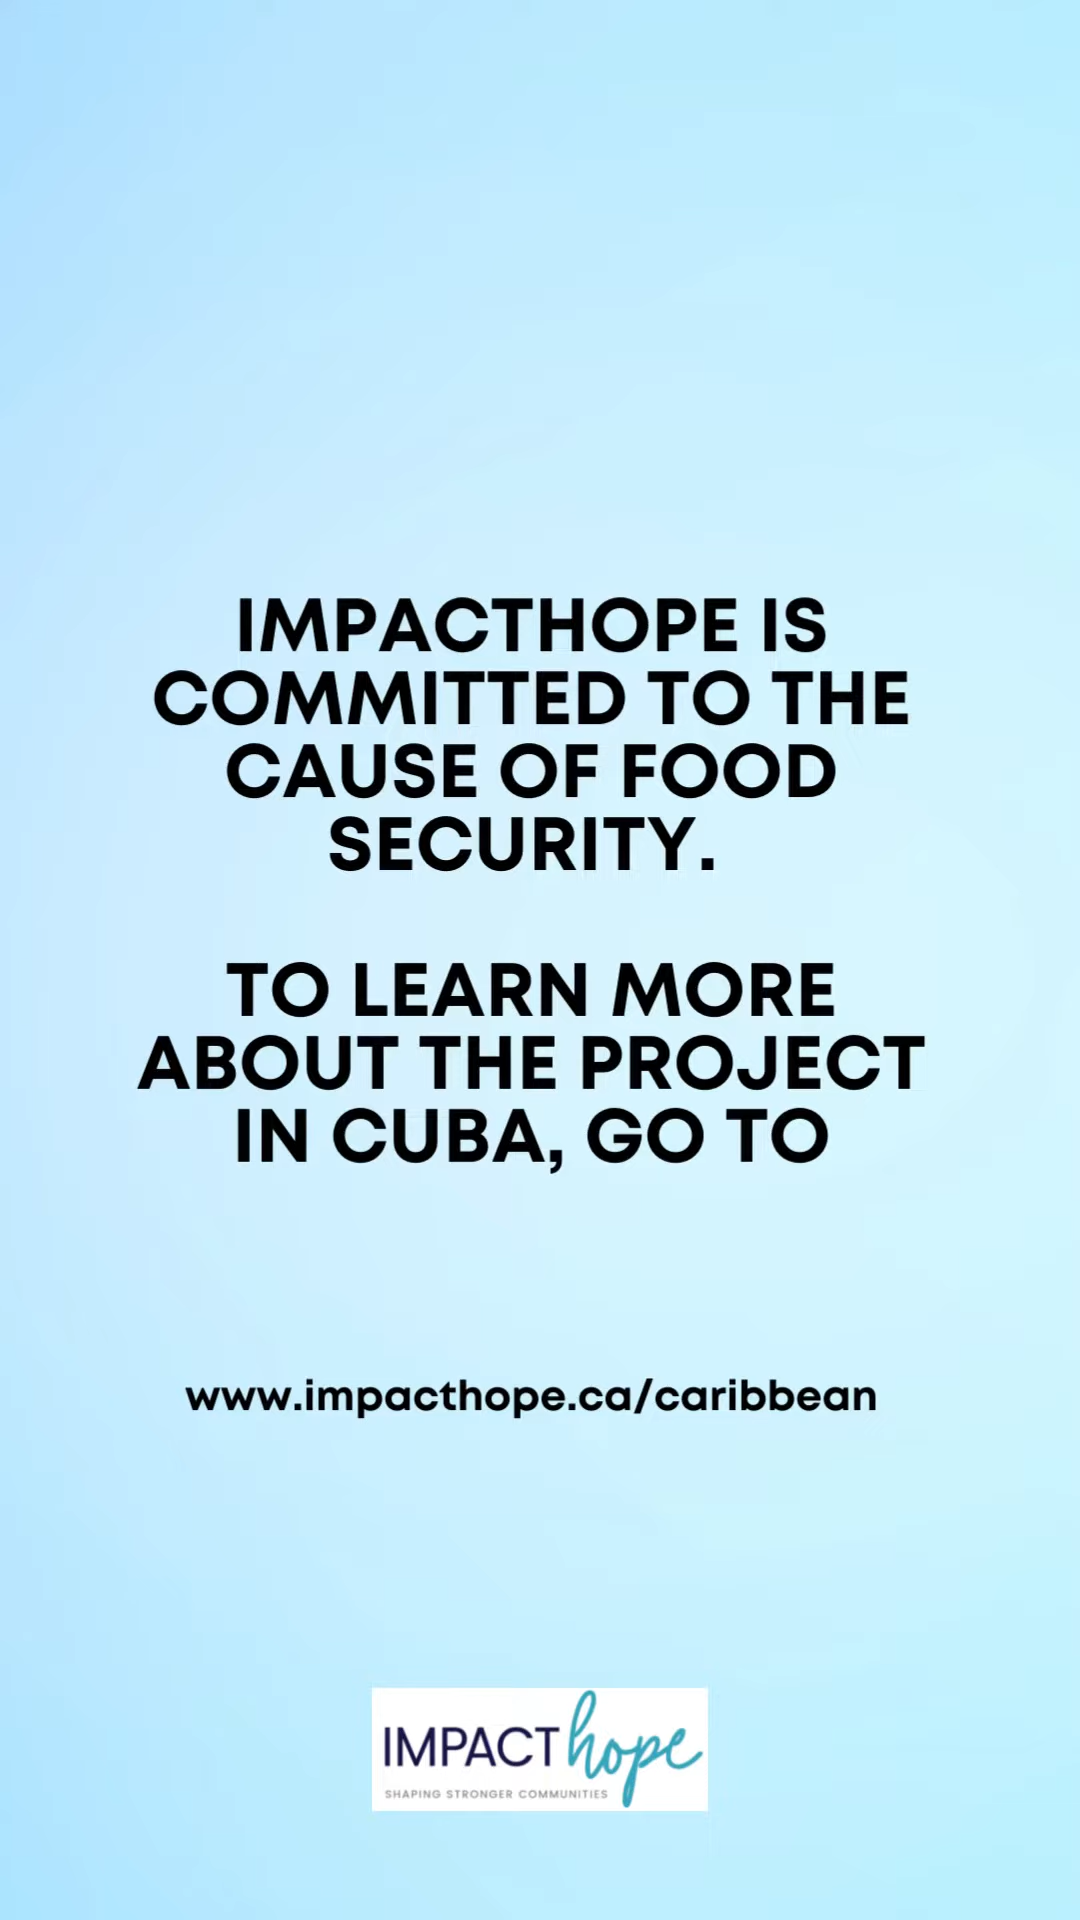 IMPACTHOPE IS
COMMITTED TO THE
CAUSE OF FOOD
SECURITY.
TO LEARN MORE
ABOUT THE PROJECT
IN CUBA, GO TO
www.impacthope.ca/caribbean
IMPACT hope
SHAPING STRONGER COMMUNITIES